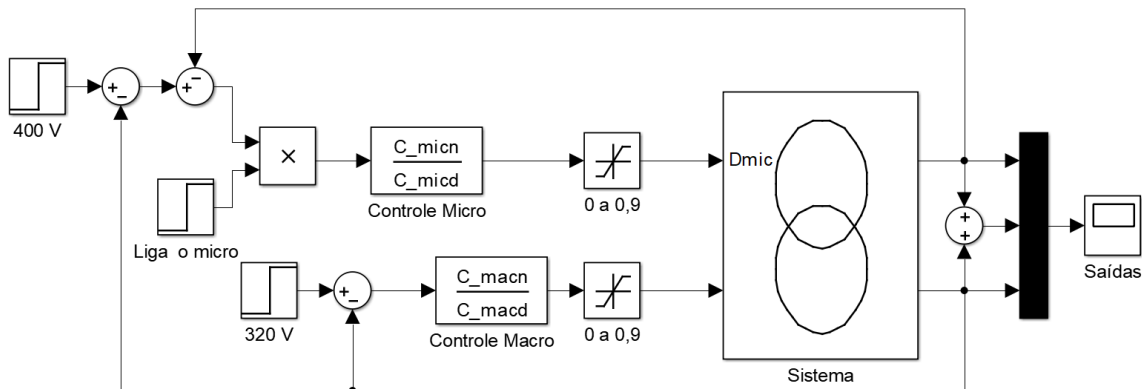 400 V
Liga o micro
×
C_micn
C_micd
Controle Micro
0 a 0,9
Dmic
320 V
C_macn
C_macd
Controle Macro
0 a 0,9
Sistema
Saídas